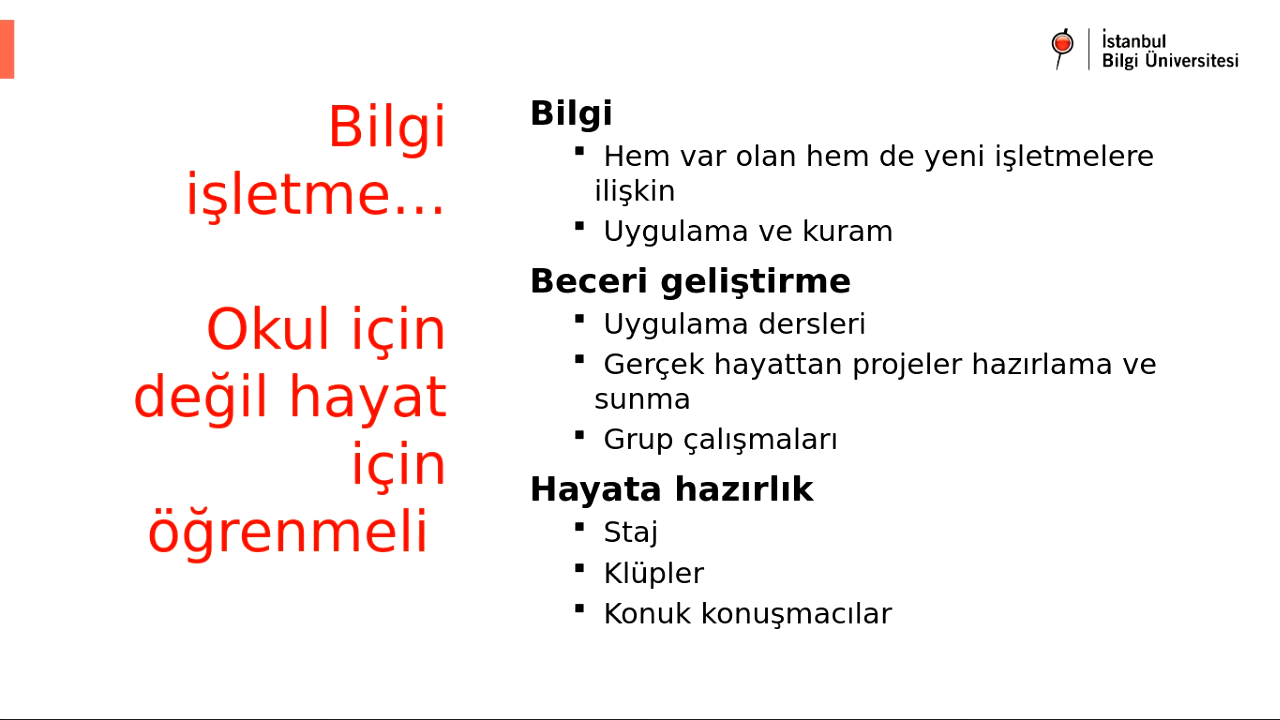 İstanbul
Bilgi Üniversitesi
Bilgi
işletme...
Okul için
değil hayat
için
öğrenmeli
Bilgi
▪ Hem var olan hem de yeni işletmelere
ilişkin
▪ Uygulama ve kuram
Beceri geliştirme
▪ Uygulama dersleri
▪ Gerçek hayattan projeler hazırlama ve
sunma
▪ Grup çalışmaları
Hayata hazırlık
▪ Staj
▪ Klüpler
▪ Konuk konuşmacılar